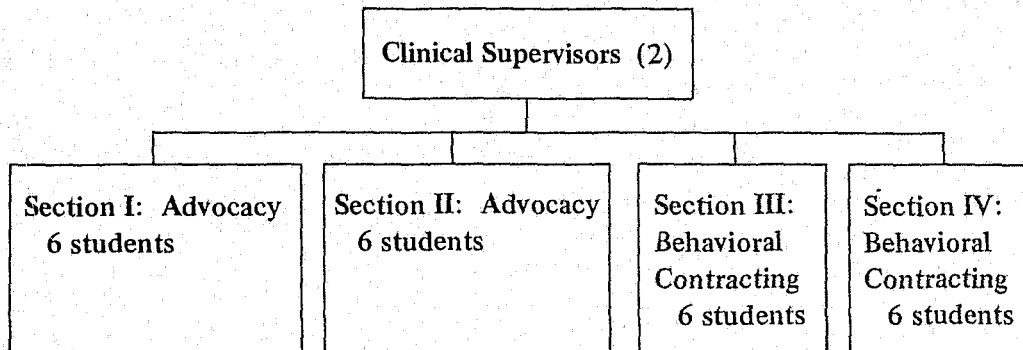 Clinical Supervisors (2)
Section I: Advocacy
6 students
Section II: Advocacy
6 students
Section III:
Behavioral
Contracting
6 students
Section IV:
Behavioral
Contracting
6 students